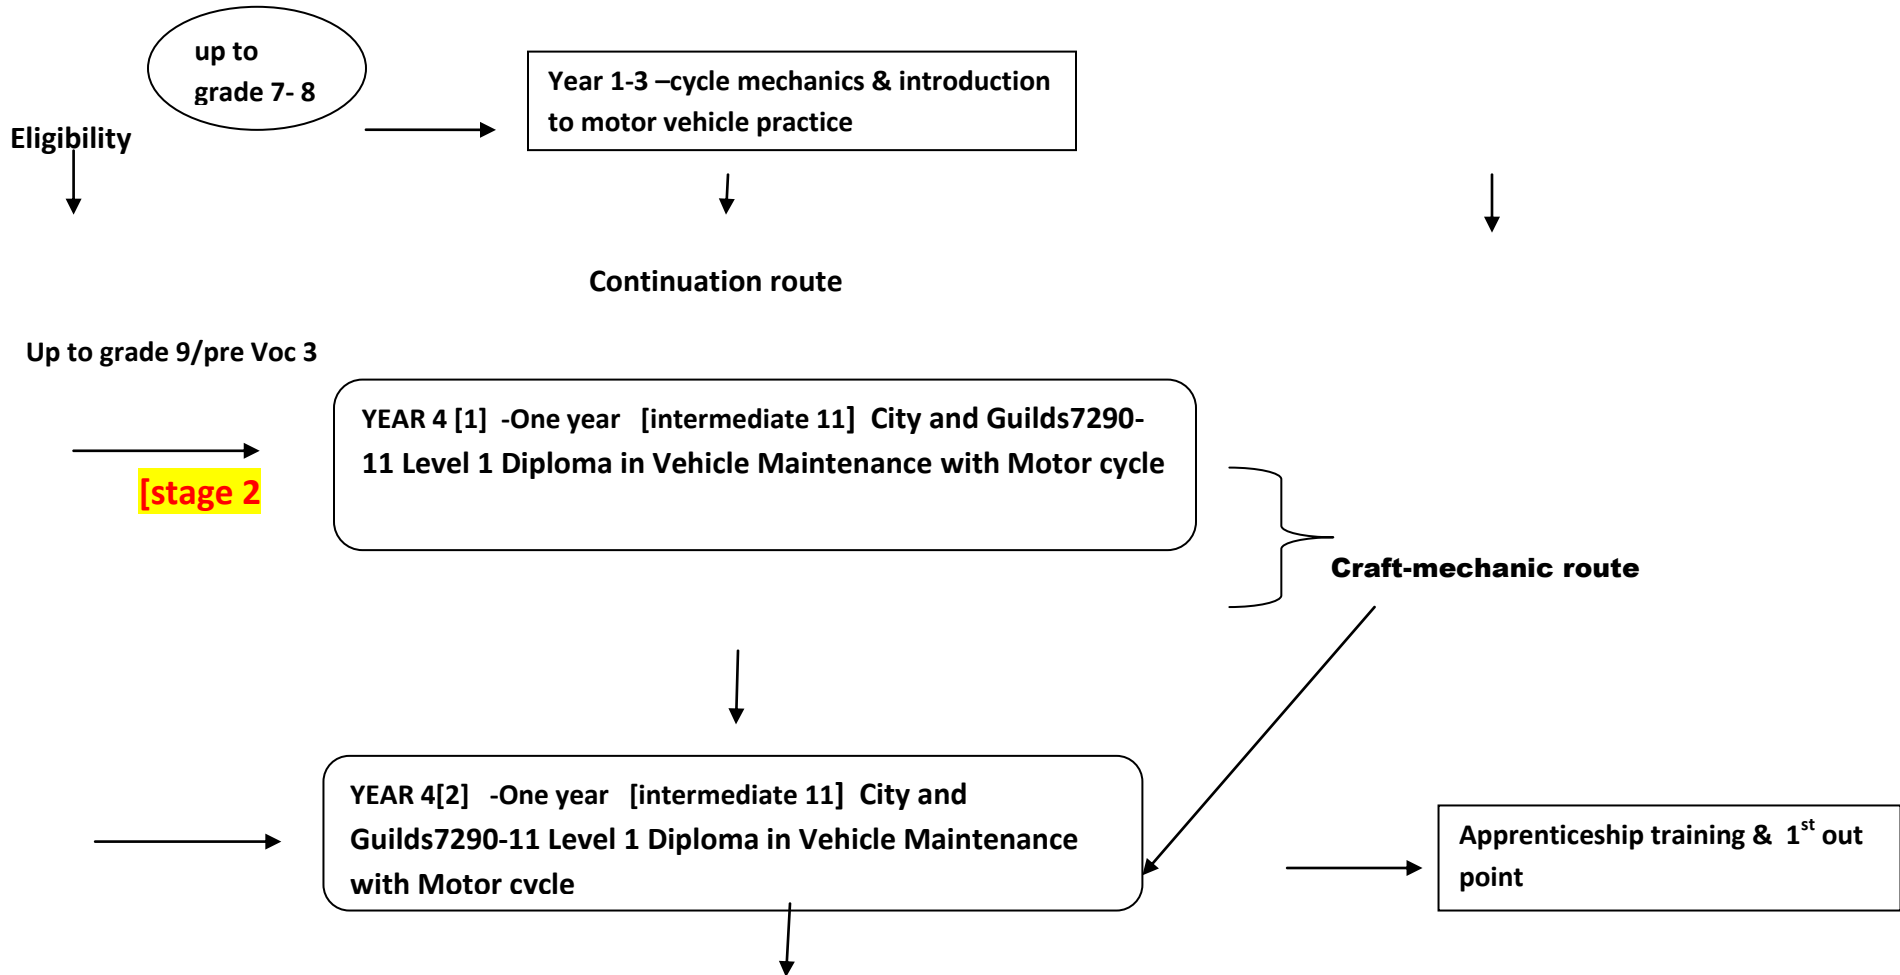 up to
grade 7- 8
Year 1-3 –cycle mechanics & introduction
to motor vehicle practice
Eligibility
Continuation route
Up to grade 9/pre Voc 3
YEAR 4 [1]  -One year   [intermediate 11]  City and Guilds7290-
11 Level 1 Diploma in Vehicle Maintenance with Motor cycle
[stage 2
Craft-mechanic route
YEAR 4[2]   -One year   [intermediate 11]  City and
Guilds7290-11 Level 1 Diploma in Vehicle Maintenance
with Motor cycle
Apprenticeship training &  1st out
point